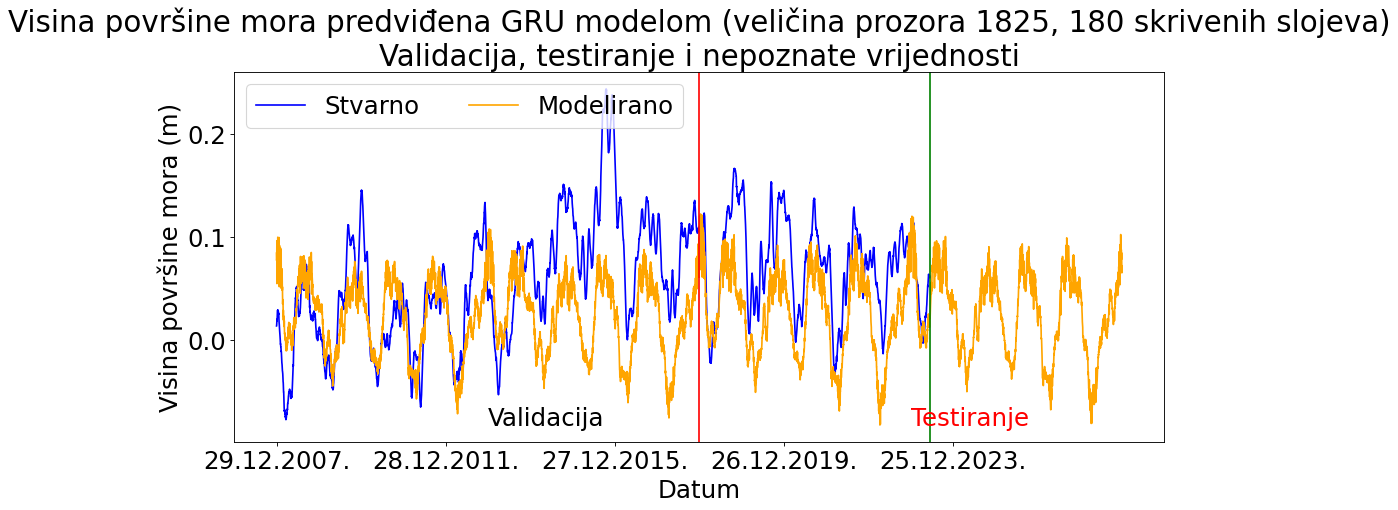 Visina površine mora predviđena GRU modelom (veličina prozora 1825, 180 skrivenih slojeva)
Validacija, testiranje i nepoznate vrijednosti
Stvarno Modelirano
Visina površine mora (m)
0.2
0.1
0.0
Validacija Testiranje
29.12.2007. 28.12.2011. 27.12.2015. 26.12.2019. 25.12.2023.
Datum